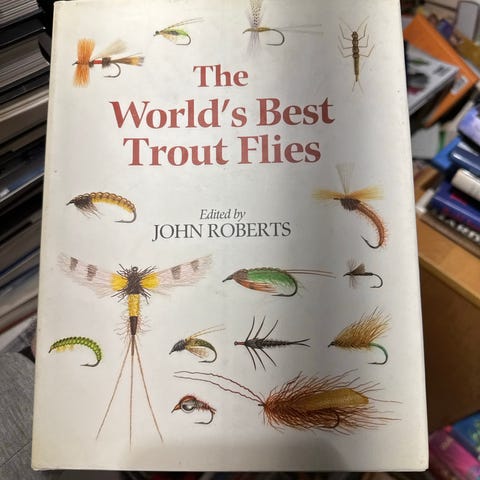 The
World's Best
Trout Flies
Edited by
JOHN ROBERTS